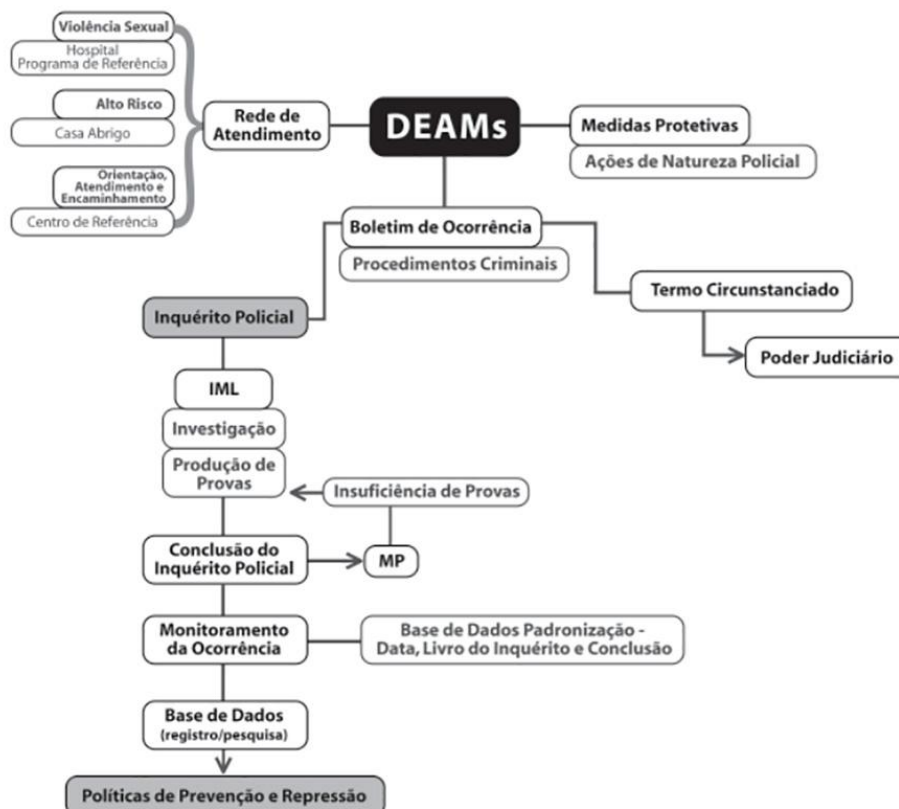 Violência Sexual
Hospital
Programa de Referência
Alto Risco
Casa Abrigo
Orientação,
Atendimento e
Encaminhamento
Centro de Referência
Rede de
Atendimento
DEAMs
Medidas Protetivas
Ações de Natureza Policial
Boletim de Ocorrência
Procedimentos Criminais
Termo Circunstanciado
Poder Judiciário
Inquérito Policial
IML
Investigação
Produção de
Provas
Insuficiência de Provas
Conclusão do
Inquérito Policial
MP
Monitoramento
da Ocorrência
Base de Dados Padronização -
Data, Livro do Inquérito e Conclusão
Base de Dados
(registro/pesquisa)
Políticas de Prevenção e Repressão